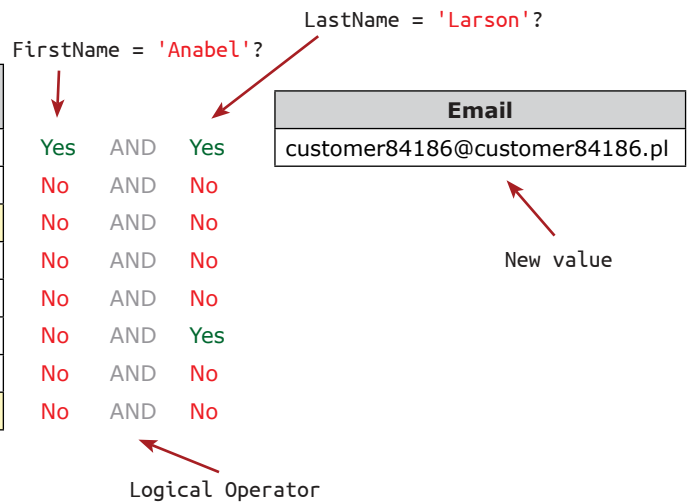 LastName = 'Larson'?
FirstName = 'Anabel'?
Email
Yes AND Yes
customer84186@customer84186.pl
No AND No
No AND No
No AND No
New value
No AND No
No AND Yes
No AND No
No AND No
Logical Operator